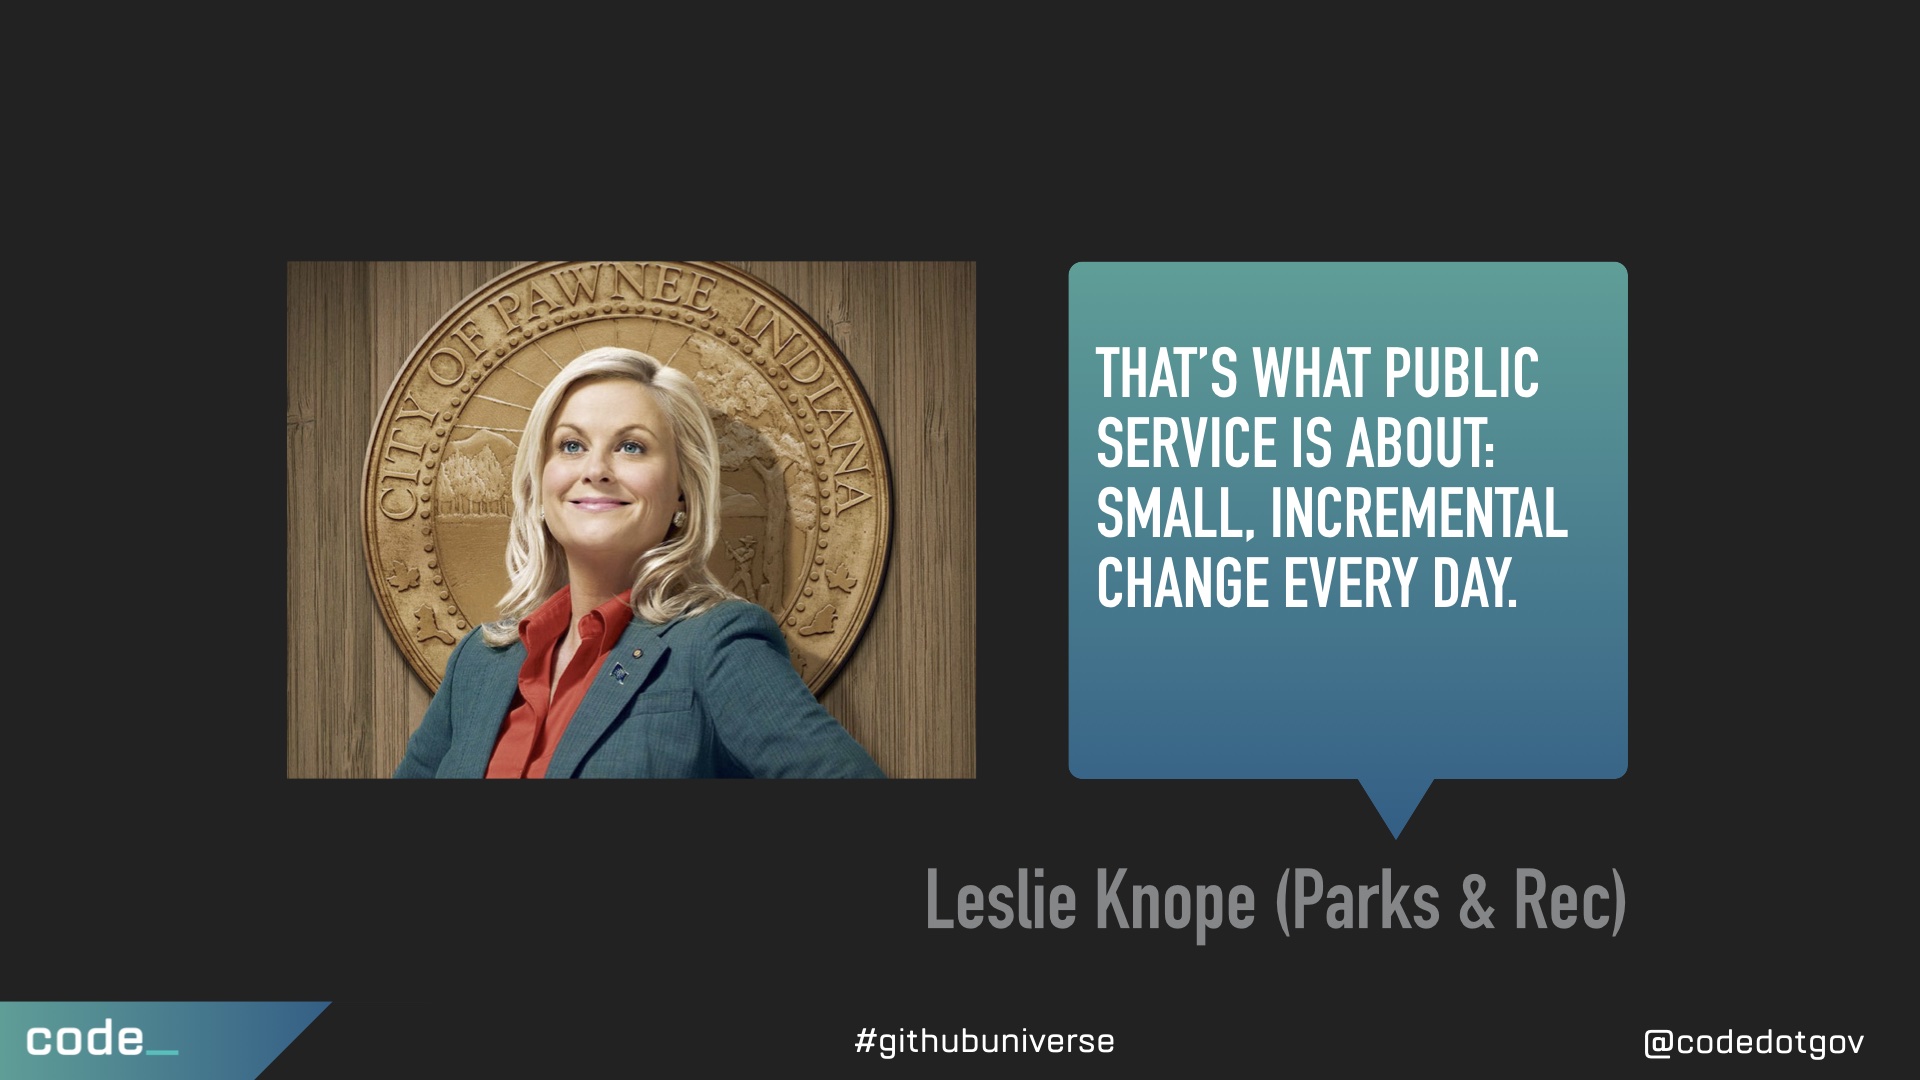 CITY OF PAWNEE, INDIANA
THAT’S WHAT PUBLIC
SERVICE IS ABOUT:
SMALL, INCREMENTAL
CHANGE EVERY DAY.
Leslie Knope (Parks & Rec)
code_
#githubuniverse
@codedotgov